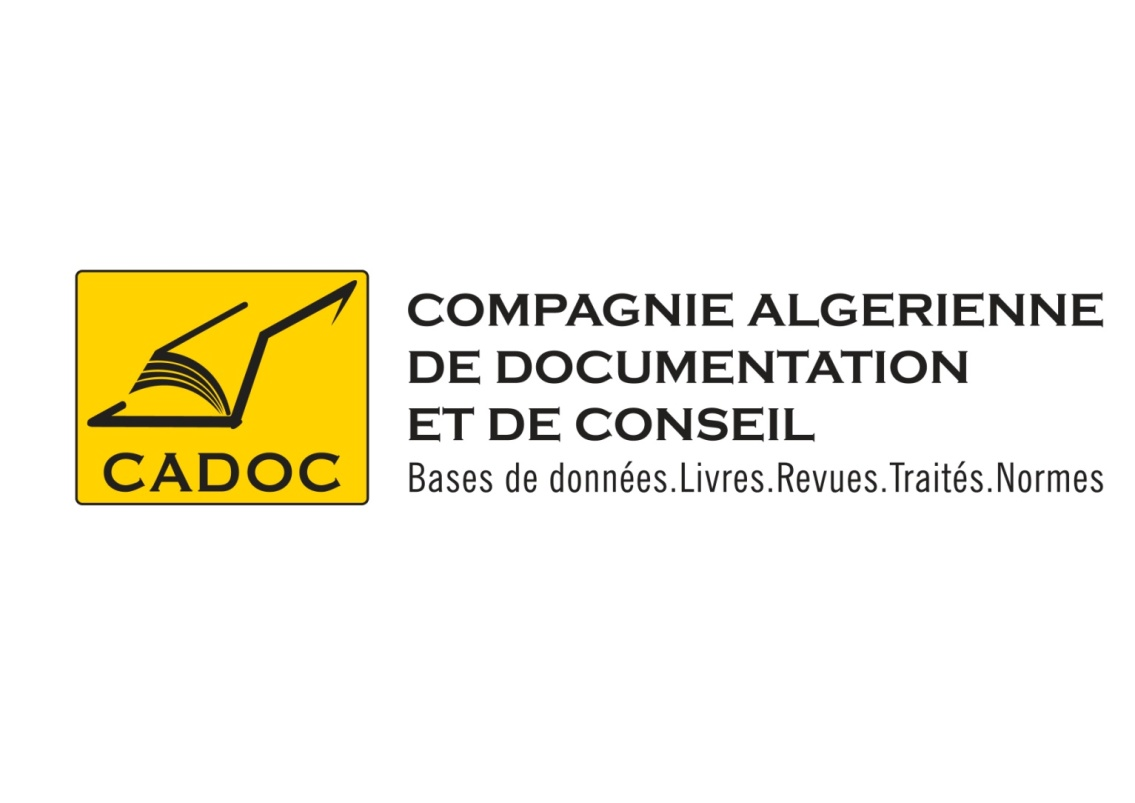 CADOC
COMPAGNIE ALGERIENNE
DE DOCUMENTATION
ET DE CONSEIL
Bases de données.Livres.Revues.Traités.Normes